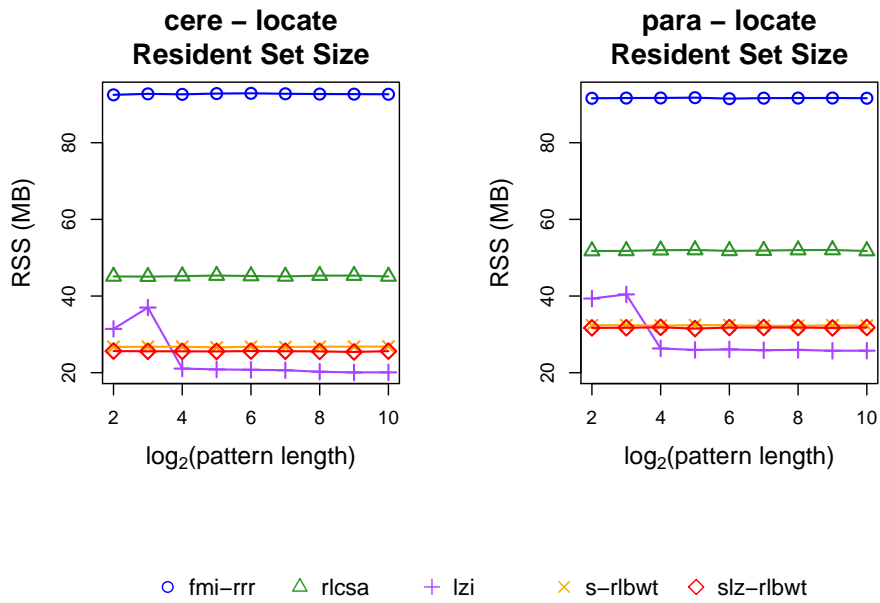 cere − locate
Resident Set Size
RSS (MB)
80
60
40
20
2 4 6 8 10
log₂(pattern length)
para − locate
Resident Set Size
RSS (MB)
80
60
40
20
2 4 6 8 10
log₂(pattern length)
fmi−rrr rlcsa lzi s−rlbwt slz−rlbwt